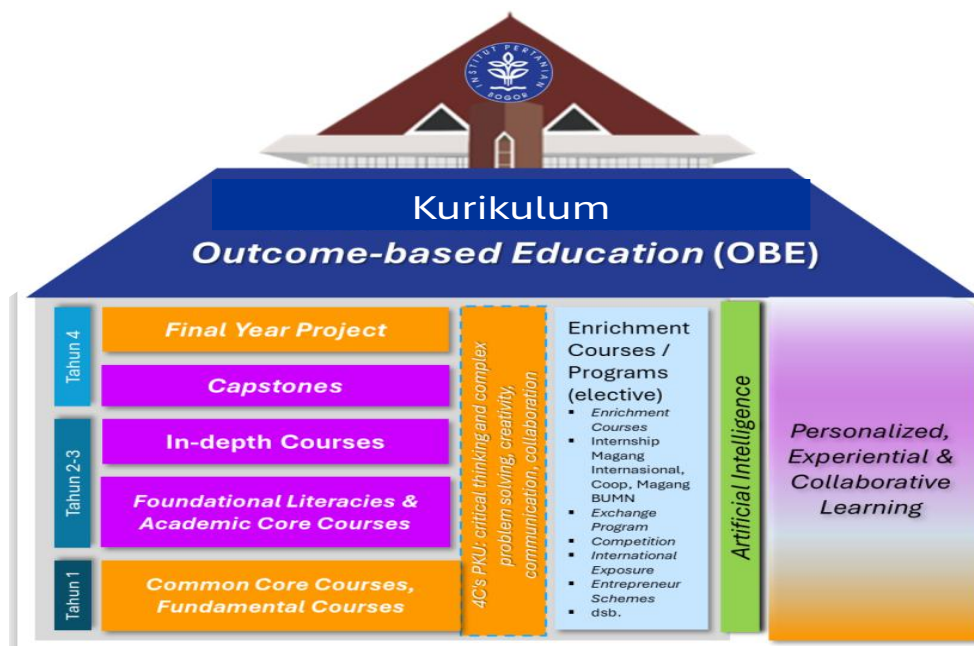 INSTITUT PERTANIAN
BOGOR
Kurikulum
Outcome-based Education (OBE)
Tahun 4
Final Year Project
Capstones
Tahun 2-3
In-depth Courses
Foundational Literacies &
Academic Core Courses
Tahun 1
Common Core Courses,
Fundamental Courses
4C's PKU: critical thinking and complex
problem solving, creativity,
communication, collaboration
Enrichment
Courses /
Programs
(elective)
▪ Enrichment
Courses
▪ Internship
Magang
Internasional,
Coop, Magang
BUMN
▪ Exchange
Program
▪ Competition
▪ International
Exposure
▪ Entrepreneur
Schemes
▪ dsb.
Artificial Intelligence
Personalized,
Experiential &
Collaborative
Learning